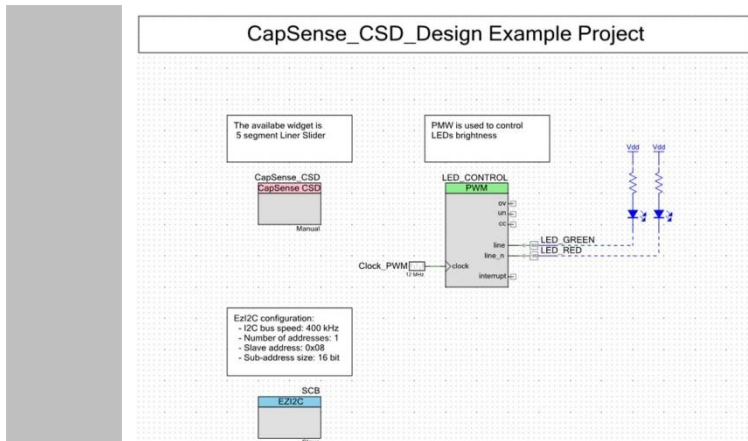 CapSense_CSD_Design Example Project
The availabe widget is
5 segment Liner Slider
PMW is used to control
LEDs brightness
CapSense_CSD
CapSense CSD
Manual
LED_CONTROL
PWM
ov
un
cc
line
line_n
interrupt
clock
Clock_PWM
12 MHz
LED_GREEN
LED_RED
Vdd
Vdd
EzI2C configuration:
- I2C bus speed: 400 kHz
- Number of addresses: 1
- Slave address: 0x08
- Sub-address size: 16 bit
SCB
EZI2C